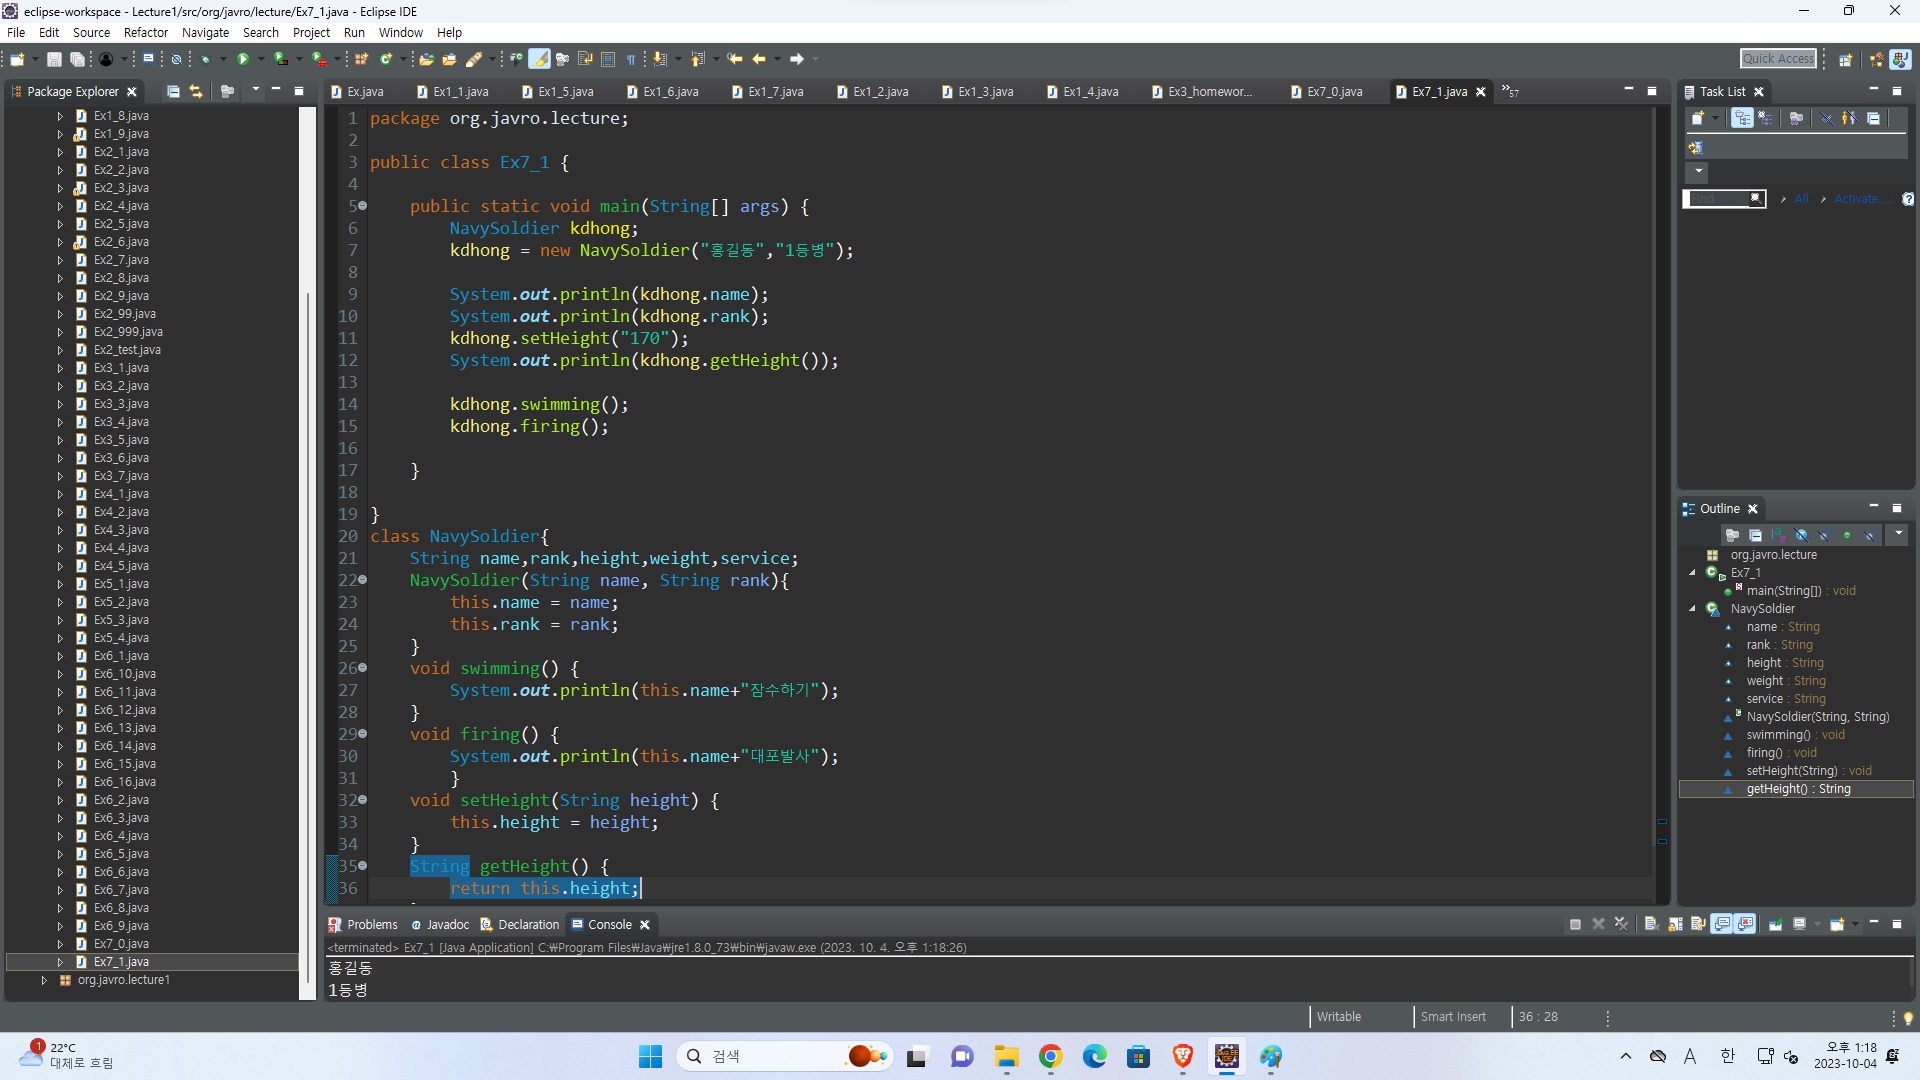 eclipse-workspace - Lecture1/src/org/javro/lecture/Ex7_1.java - Eclipse IDE
File Edit Source Refactor Navigate Search Project Run Window Help
Quick Access
Package Explorer
Ex1_8.java
Ex1_9.java
Ex2_1.java
Ex2_2.java
Ex2_3.java
Ex2_4.java
Ex2_5.java
Ex2_6.java
Ex2_7.java
Ex2_8.java
Ex2_9.java
Ex2_99.java
Ex2_999.java
Ex2_test.java
Ex3_1.java
Ex3_2.java
Ex3_3.java
Ex3_4.java
Ex3_5.java
Ex3_6.java
Ex3_7.java
Ex4_1.java
Ex4_2.java
Ex4_3.java
Ex4_4.java
Ex4_5.java
Ex5_1.java
Ex5_2.java
Ex5_3.java
Ex5_4.java
Ex6_1.java
Ex6_10.java
Ex6_11.java
Ex6_12.java
Ex6_13.java
Ex6_14.java
Ex6_15.java
Ex6_16.java
Ex6_2.java
Ex6_3.java
Ex6_4.java
Ex6_5.java
Ex6_6.java
Ex6_7.java
Ex6_8.java
Ex6_9.java
Ex7_0.java
Ex7_1.java
org.javro.lecture1
Ex.java Ex1_1.java Ex1_5.java Ex1_6.java Ex1_7.java Ex1_2.java Ex1_3.java Ex1_4.java Ex3_homewor... Ex7_0.java Ex7_1.java »57
1 package org.javro.lecture;
2
3 public class Ex7_1 {
4
5 public static void main(String[] args) {
6 NavySoldier kdhong;
7 kdhong = new NavySoldier("홍길동","1등병");
8
9 System.out.println(kdhong.name);
10 System.out.println(kdhong.rank);
11 kdhong.setHeight("170");
12 System.out.println(kdhong.getHeight());
13
14 kdhong.swimming();
15 kdhong.firing();
16
17 }
18
19 }
20 class NavySoldier{
21 String name,rank,height,weight,service;
22 NavySoldier(String name, String rank){
23 this.name = name;
24 this.rank = rank;
25 }
26 void swimming() {
27 System.out.println(this.name+"잠수하기");
28 }
29 void firing() {
30 System.out.println(this.name+"대포발사");
31 }
32 void setHeight(String height) {
33 this.height = height;
34 }
35 String getHeight() {
36 return this.height;
Task List
Find All Activate...
Outline
org.javro.lecture
Ex7_1
main(String[]) : void
NavySoldier
name : String
rank : String
height : String
weight : String
service : String
NavySoldier(String, String)
swimming() : void
firing() : void
setHeight(String) : void
getHeight() : String
Problems @ Javadoc Declaration Console
<terminated> Ex7_1 [Java Application] C:₩Program Files₩Java₩jre1.8.0_73₩bin₩javaw.exe (2023. 10. 4. 오후 1:18:26)
홍길동
1등병
Writable Smart Insert 36 : 28
1
22°C
대체로 흐림
검색
A 한
오후 1:18
2023-10-04